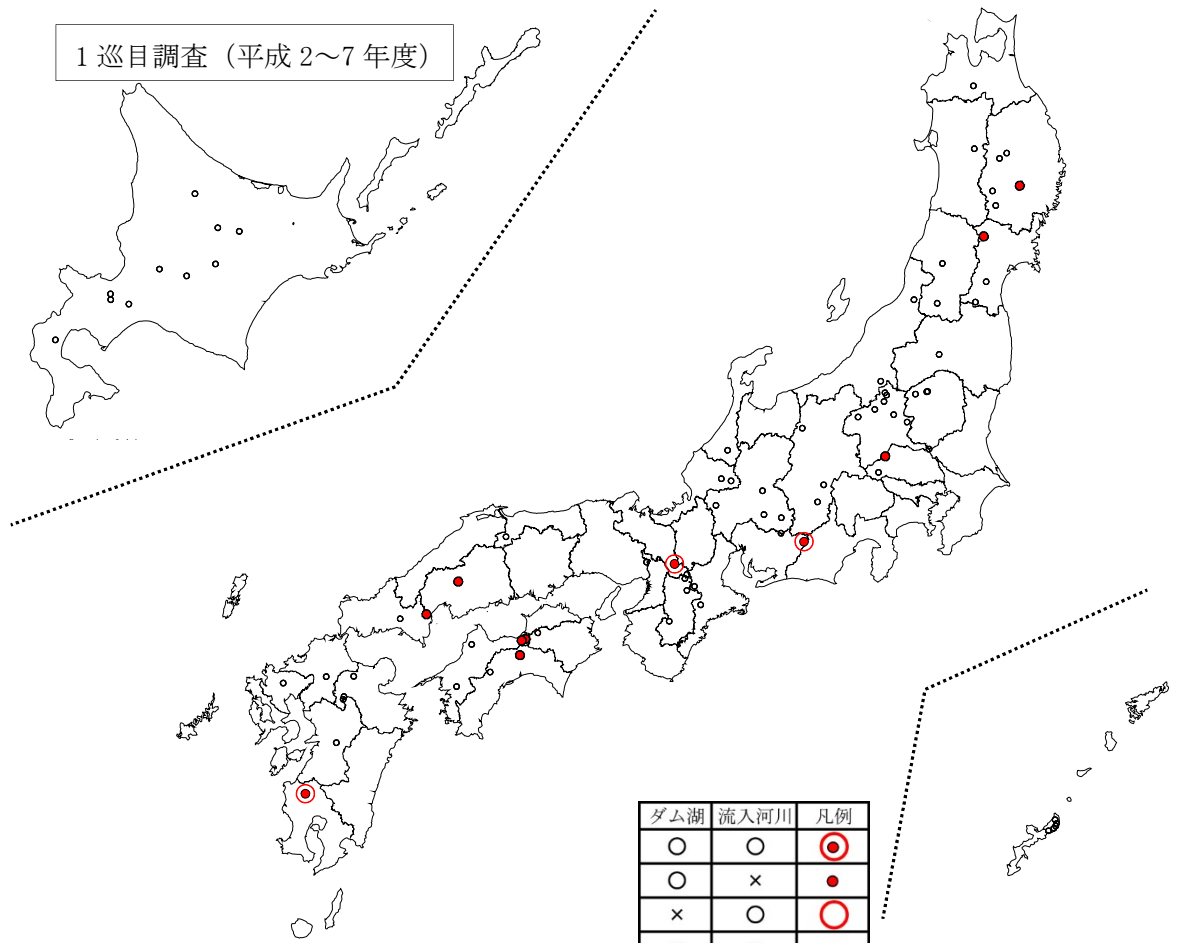 1巡目調査（平成 2～7 年度）
ダム湖 流入河川 凡例
○ ○
○ ×
× ○